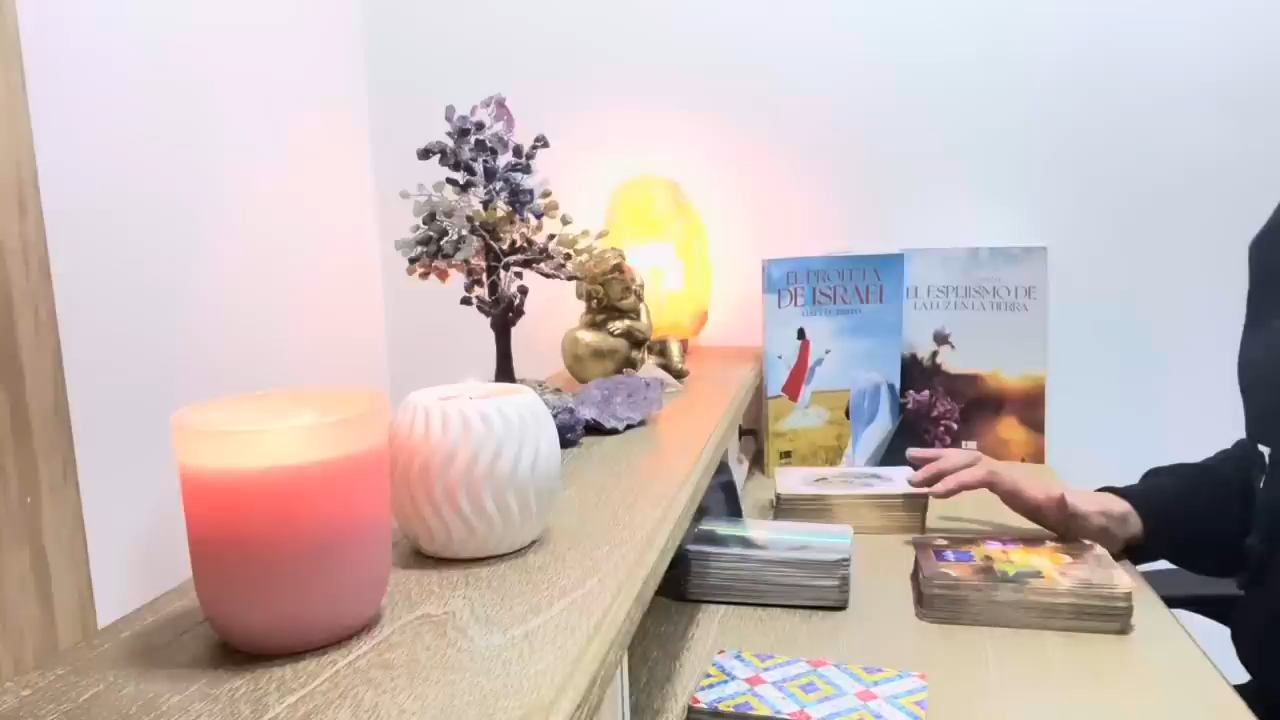 EL PROFETA
DE ISRAEL
EL ESPEJISMO DE
LA LUZ EN LA TIERRA